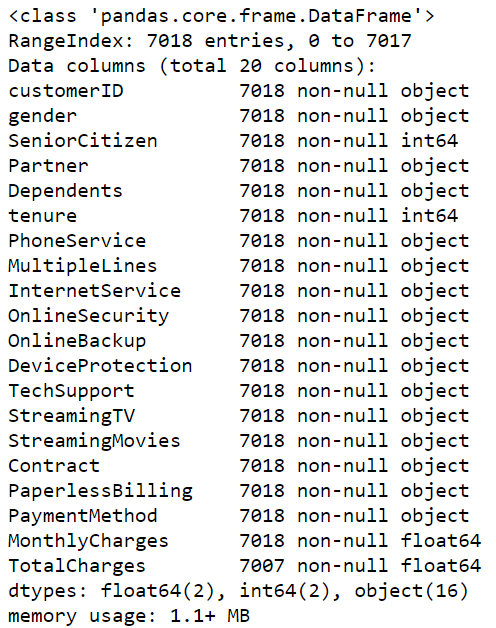 <class 'pandas.core.frame.DataFrame'>
RangeIndex: 7018 entries, 0 to 7017
Data columns (total 20 columns):
customerID          7018 non-null object
gender              7018 non-null object
SeniorCitizen       7018 non-null int64
Partner             7018 non-null object
Dependents          7018 non-null object
tenure              7018 non-null int64
PhoneService        7018 non-null object
MultipleLines       7018 non-null object
InternetService     7018 non-null object
OnlineSecurity      7018 non-null object
OnlineBackup        7018 non-null object
DeviceProtection    7018 non-null object
TechSupport         7018 non-null object
StreamingTV         7018 non-null object
StreamingMovies     7018 non-null object
Contract            7018 non-null object
PaperlessBilling    7018 non-null object
PaymentMethod       7018 non-null object
MonthlyCharges      7018 non-null float64
TotalCharges        7007 non-null float64
dtypes: float64(2), int64(2), object(16)
memory usage: 1.1+ MB